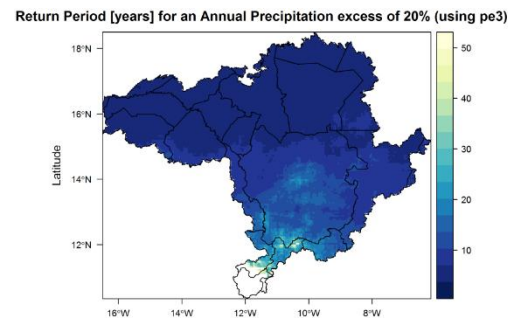 Return Period [years] for an Annual Precipitation excess of 20% (using pe3)
18°N
16°N
14°N
12°N
Latitude
16°W
14°W
12°W
10°W
8°W
50
40
30
20
10